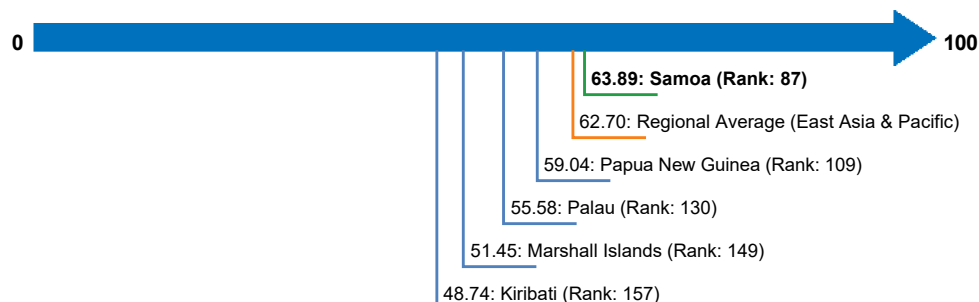 0
100
63.89: Samoa (Rank: 87)
62.70: Regional Average (East Asia & Pacific)
59.04: Papua New Guinea (Rank: 109)
55.58: Palau (Rank: 130)
51.45: Marshall Islands (Rank: 149)
48.74: Kiribati (Rank: 157)